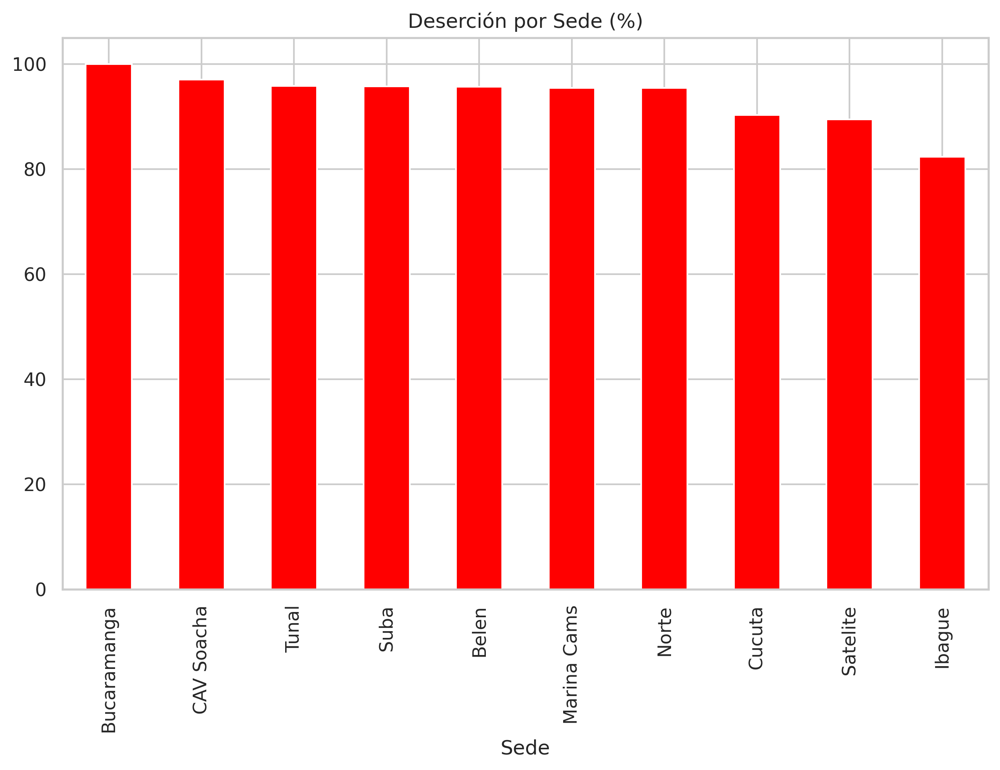 Deserción por Sede (%)
100
80
60
40
20
0
Bucaramanga
CAV Soacha
Tunal
Suba
Belen
Marina Cams
Norte
Cucuta
Satelitte
Ibague
Sede